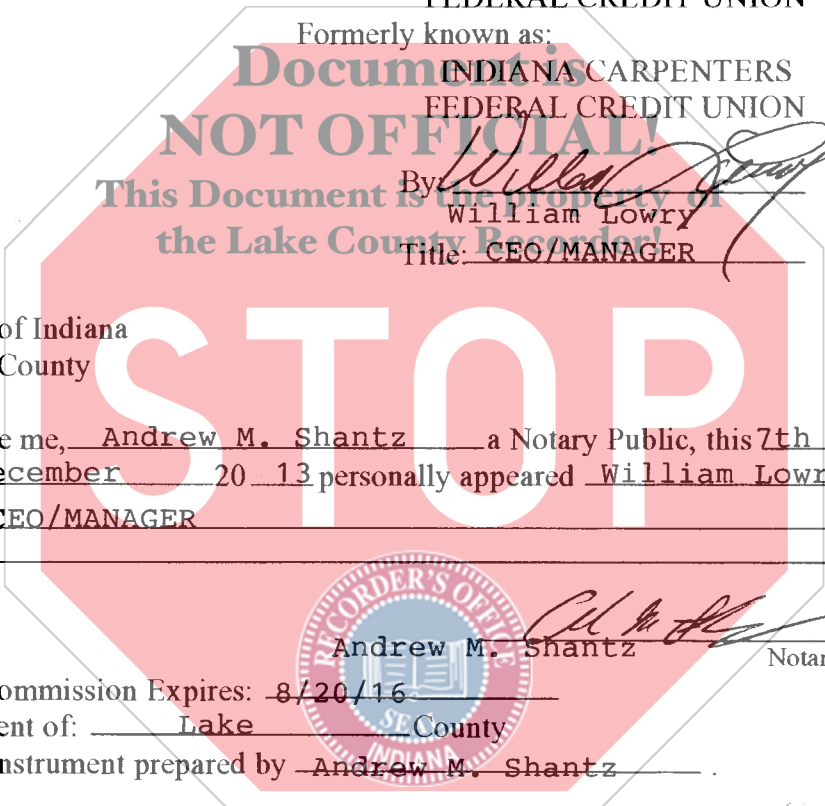 FEDERAL CREDIT UNION
Formerly known as:
Document is
INDIANA CARPENTERS
FEDERAL CREDIT UNION
NOT OFFICIAL!
This Document is the property of
the Lake County Recorder!
By:
William Lowry
Title: CEO/MANAGER
STOP
of Indiana
County
e me, Andrew M. Shantz a Notary Public, this 7th
ecember 20 13 personally appeared William Lowr
CEO/MANAGER
Andrew M. Shantz
Notar
ommission Expires: 8/20/16
ent of: Lake County
nstrument prepared by Andrew M. Shantz .
RECORDER'S OFFICE
SEAL
INDIANA